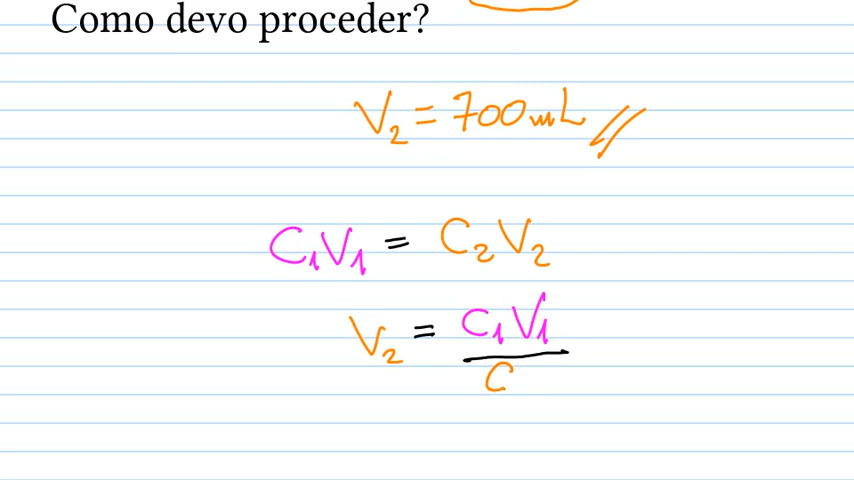 Como devo proceder?
V₂ = 700 mL
C₁V₁ = C₂V₂
V₂ = C₁V₁
C